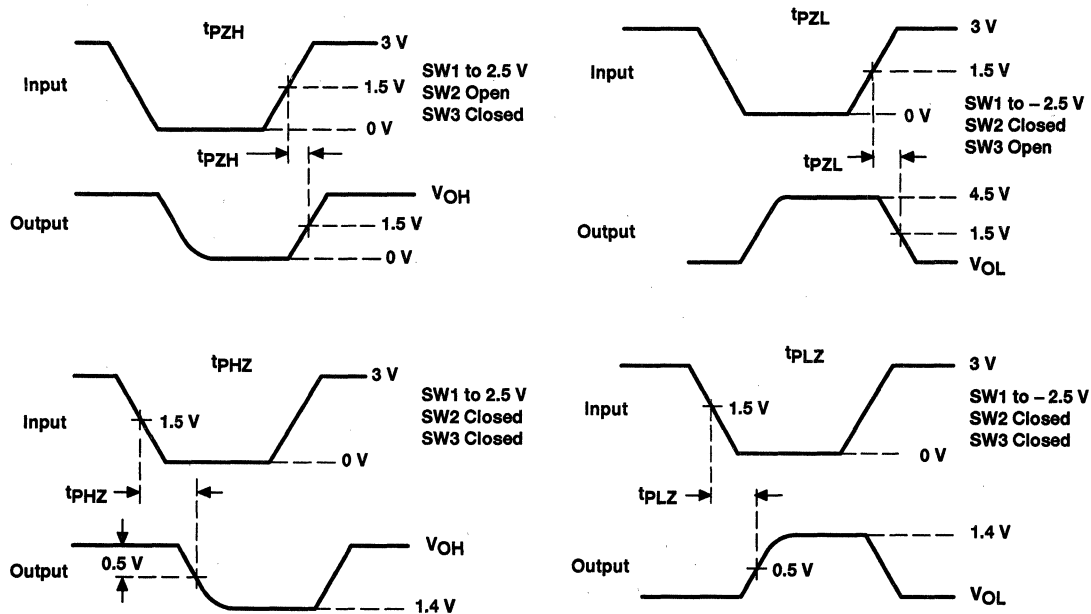 tPZH
3 V
Input
1.5 V
0 V
SW1 to 2.5 V
SW2 Open
SW3 Closed
tPZH
VOH
Output
1.5 V
0 V
tPZL
3 V
Input
1.5 V
0 V
SW1 to – 2.5 V
SW2 Closed
SW3 Open
tPZL
4.5 V
Output
1.5 V
VOL
tPHZ
3 V
Input
1.5 V
0 V
SW1 to 2.5 V
SW2 Closed
SW3 Closed
tPHZ
VOH
0.5 V
Output
1.4 V
tPLZ
3 V
Input
1.5 V
0 V
SW1 to – 2.5 V
SW2 Closed
SW3 Closed
tPLZ
1.4 V
Output
0.5 V
VOL